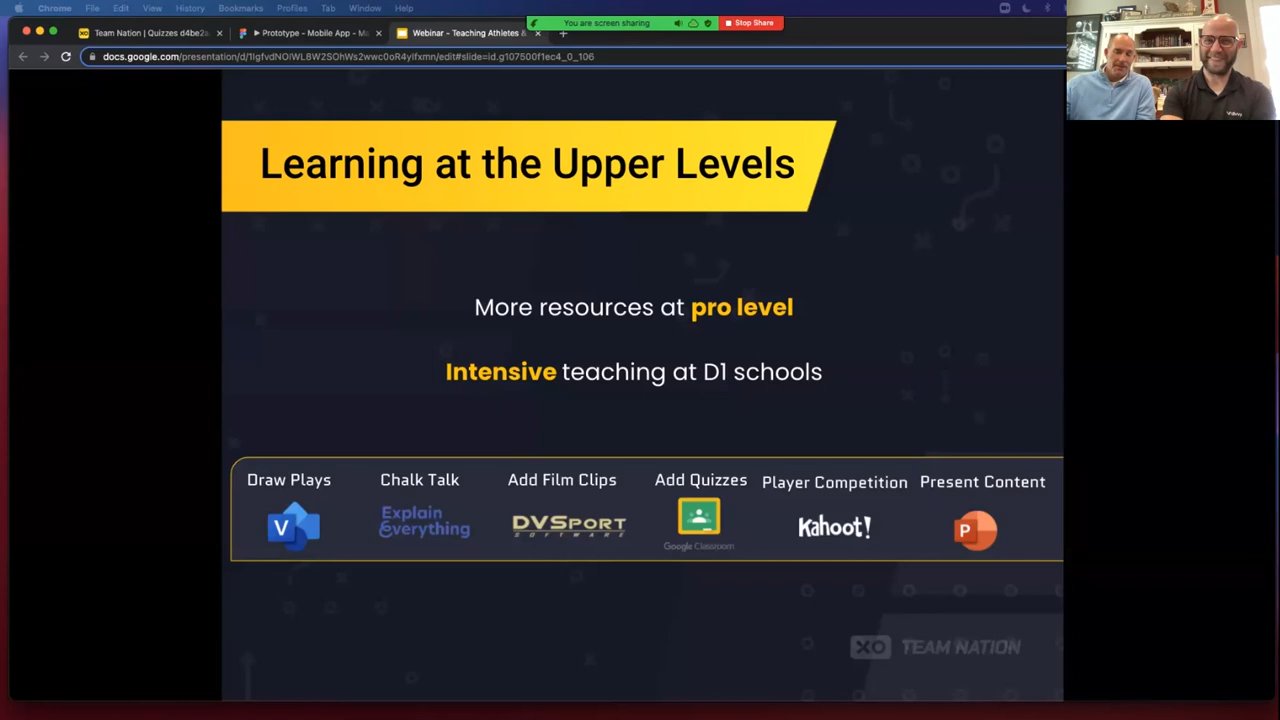 Chrome File Edit View History Bookmarks Profiles Tab Window Help
You are screen sharing Stop Share
Team Nation | Quizzes d4be2a
Prototype - Mobile App - Ma
Webinar - Teaching Athletes &
Learning at the Upper Levels
More resources at pro level
Intensive teaching at D1 schools
Draw Plays Chalk Talk Add Film Clips Add Quizzes Player Competition Present Content
V Explain Everything DVSPORT SOFTWARE Google Classroom Kahoot! P
XO TEAM NATION